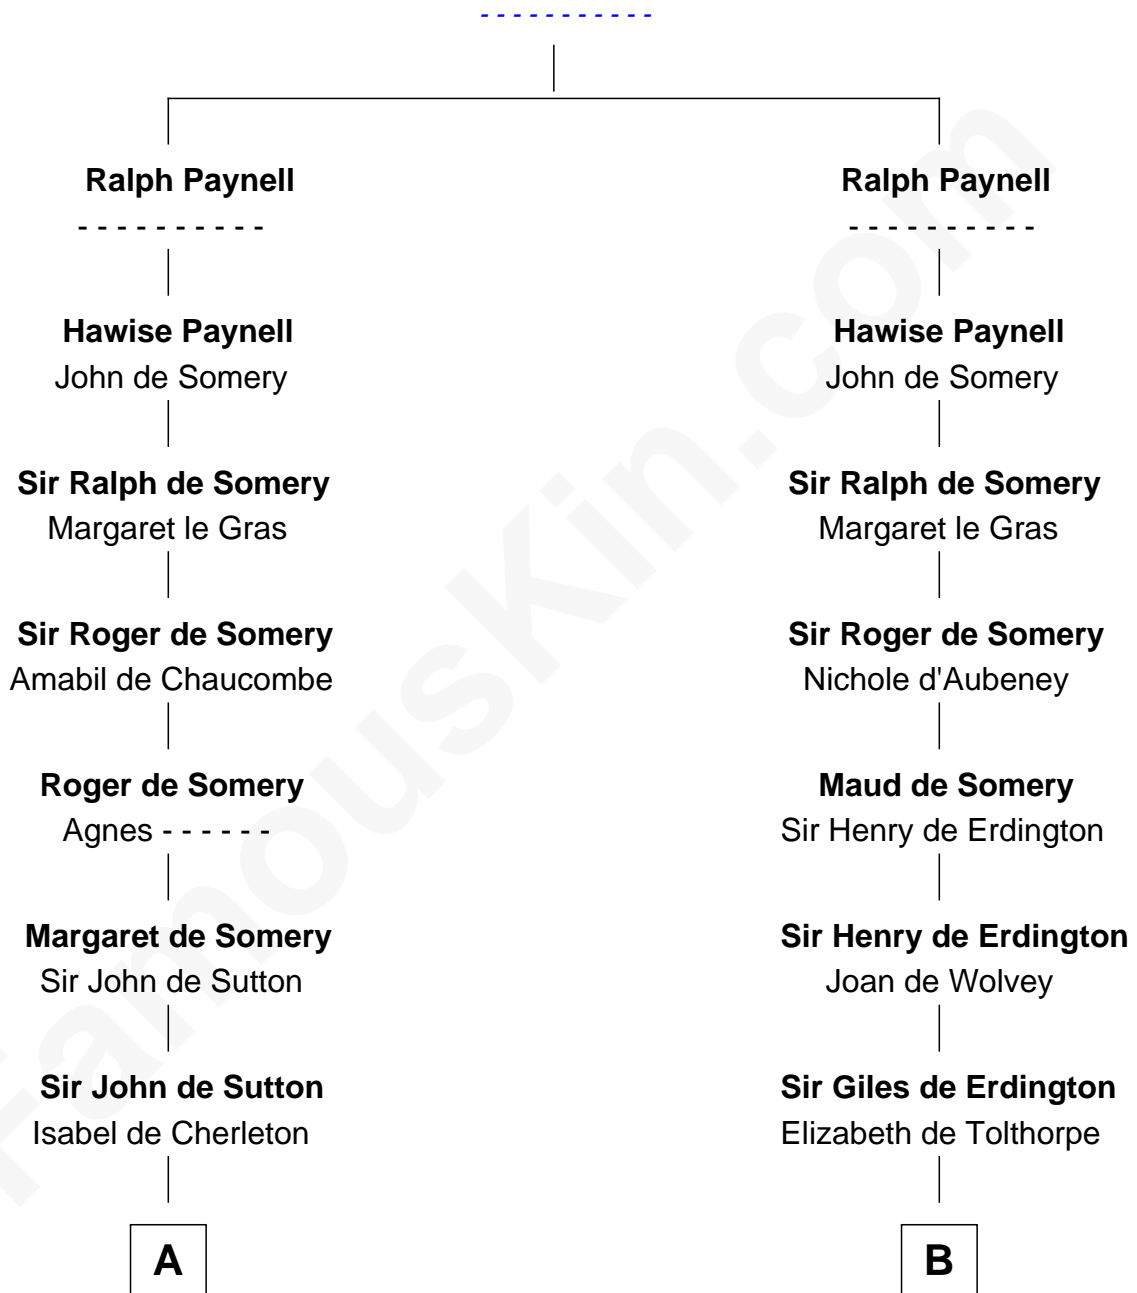 - - - - - - - - - - -
Ralph Paynell
- - - - - - - - - -
Hawise Paynell
John de Somery
Sir Ralph de Somery
Margaret le Gras
Sir Roger de Somery
Amabil de Chaucombe
Roger de Somery
Agnes - - - - - -
Margaret de Somery
Sir John de Sutton
Sir John de Sutton
Isabel de Cherleton
A
Ralph Paynell
- - - - - - - - - -
Hawise Paynell
John de Somery
Sir Ralph de Somery
Margaret le Gras
Sir Roger de Somery
Nichole d'Aubeney
Maud de Somery
Sir Henry de Erdington
Sir Henry de Erdington
Joan de Wolvey
Sir Giles de Erdington
Elizabeth de Tolthorpe
B
FamousKin.com